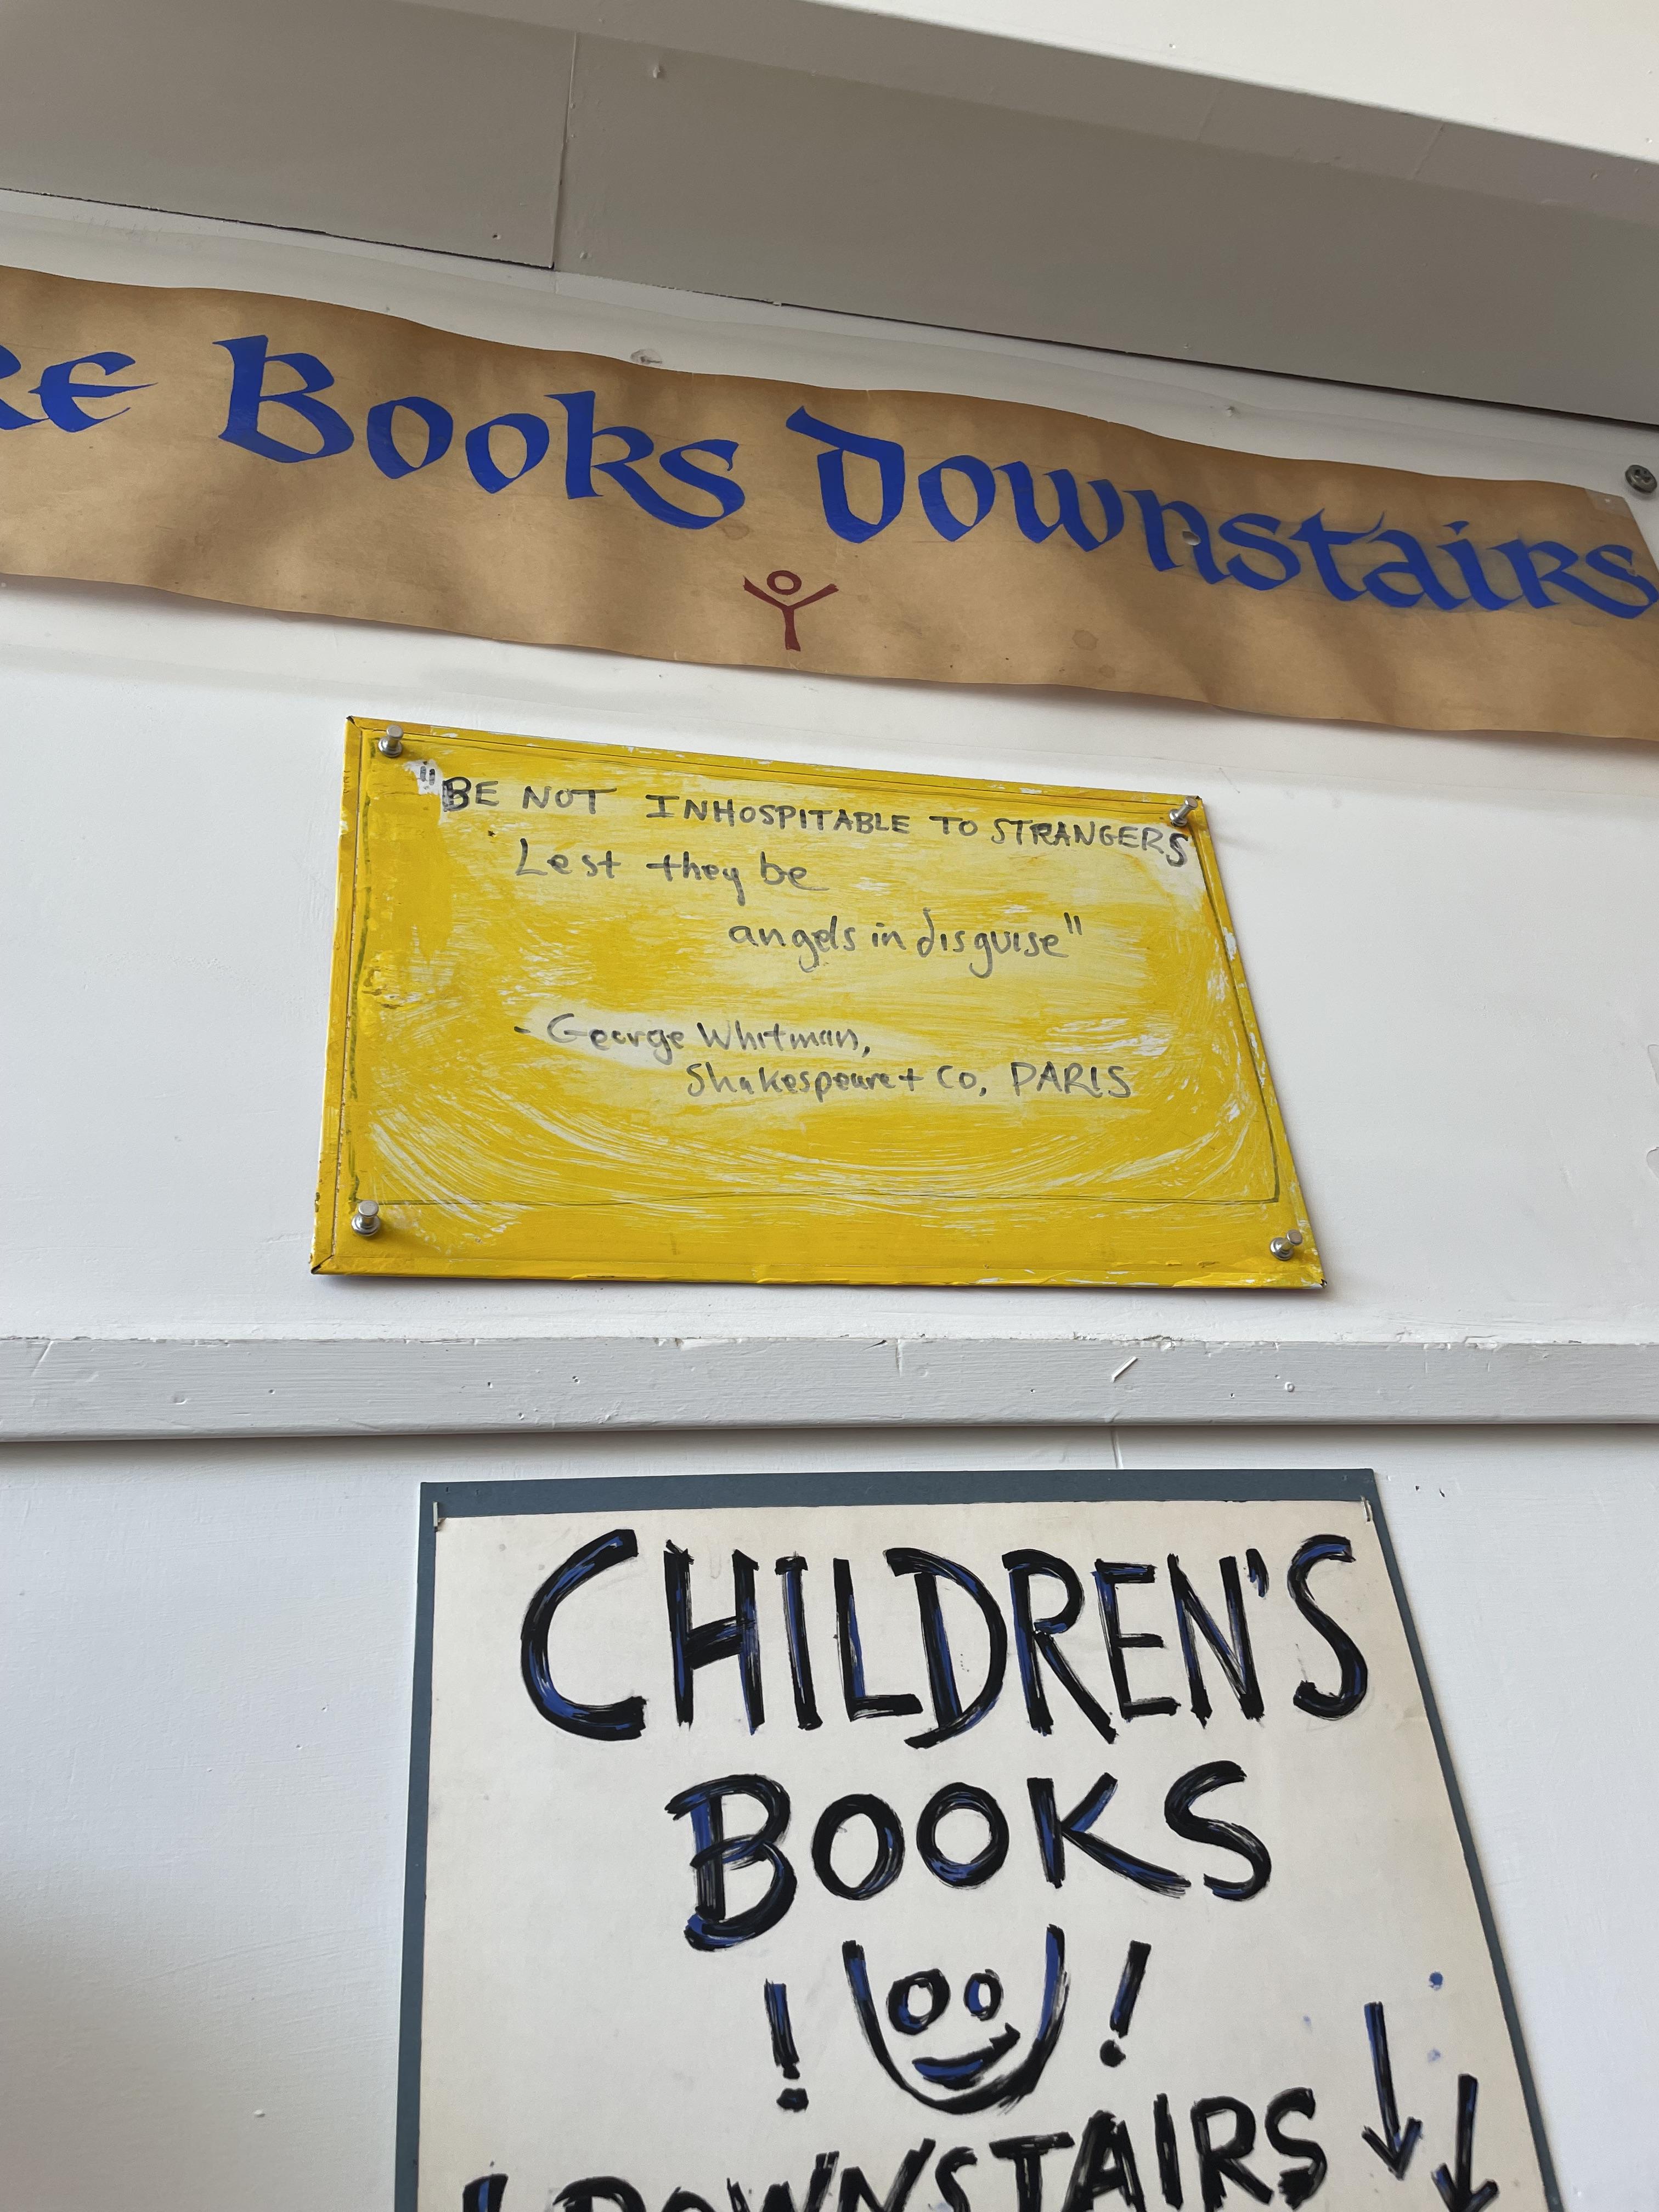 Books Downstairs
"BE NOT INHOSPITABLE TO STRANGERS
Lest they be
angels in disguise"
- George Whitman,
Shakespeare + Co, PARIS
CHILDREN'S
BOOKS
! !
DOWNSTAIRS